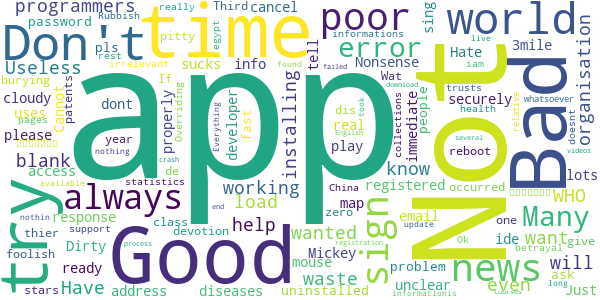 programmers
Rubbish
really
Third
cancel
egypt
live
world
password
pls
rest
Don't
time
poor
sing
If
pitty
informations
iam
error
tell
Hate
3mile
Useless
sucks
info
Nonsense
irrelevant
found
burying
patents
Cannot
Wat
trusts
relative
organisation
cloudy
uses
dont
Overriding
developer
fast
installing
dis
real
collections
immediate
people
securely
health
whatsoever
pages
year
nothing
properly
Everything
took
failed
download
doesnt
please
app
Not
Bad
English
several
videos
blank
access
de
statistics
working
play
China
know
reboot
lots
available
crash
try
always
load
zero
map
registered
occurred
WHO
nothin
response
support
class
end
help
sign
email
one
Many
Good
wanted
update
Ok
Dirty
devotion
Mickey
news
ide
want
give
foolish
thier
process
mouse
registration
problem
will
betrayal
ready
diseases
waste
unclear
even
ask
stars
Have
address
uninstalled
informationis
long
Just